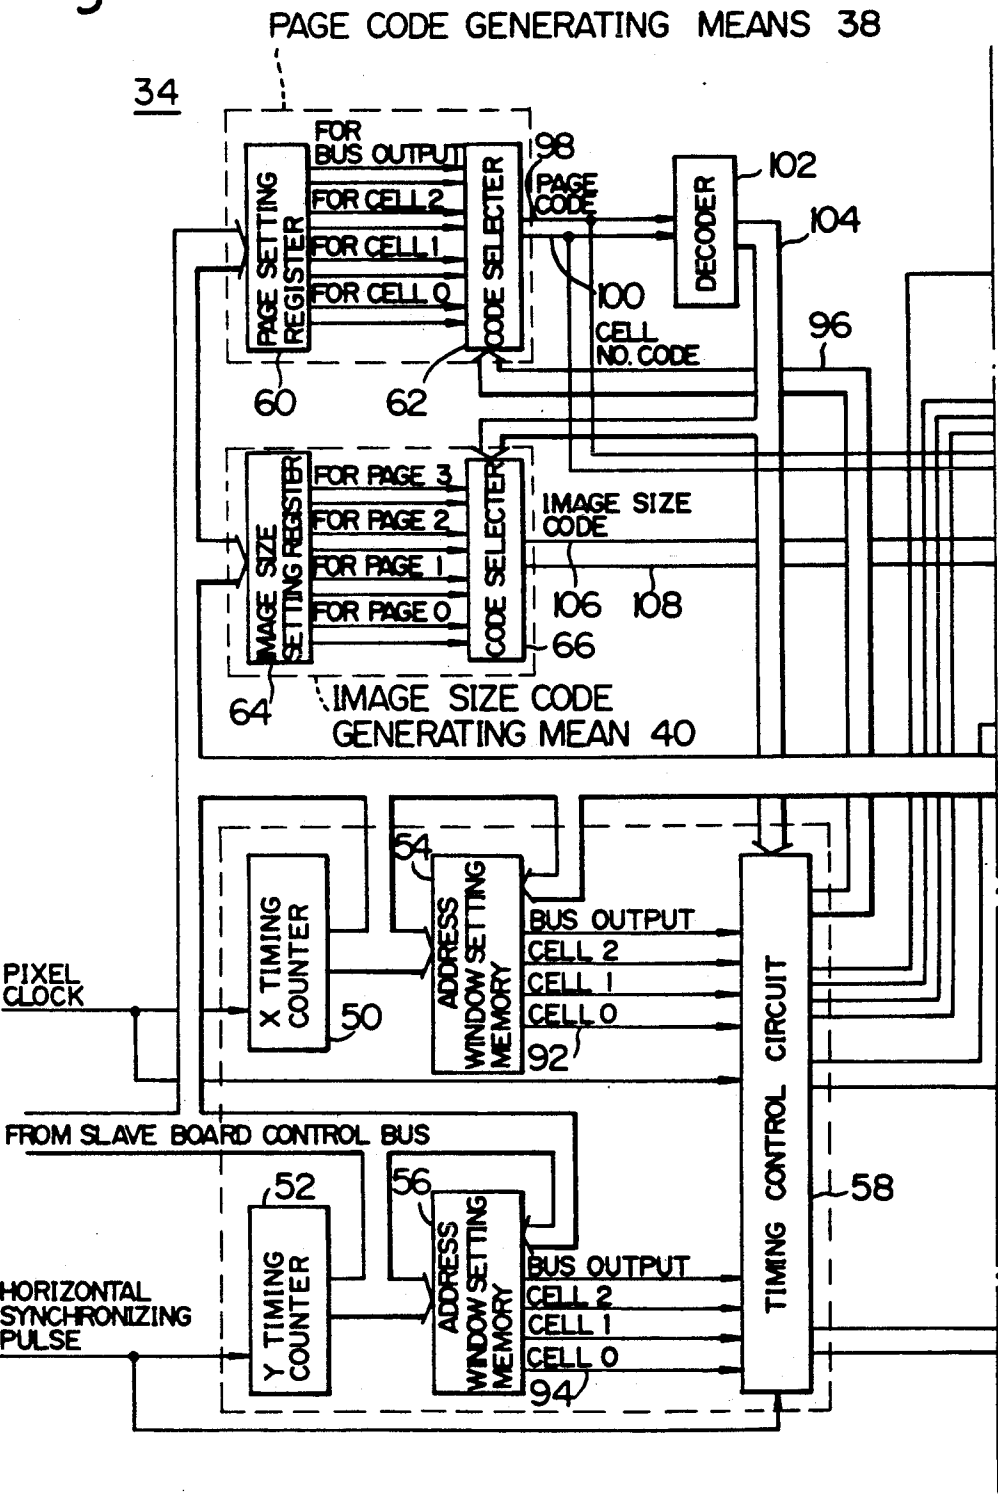 PAGE CODE GENERATING MEANS 38
34
FOR
BUS OUTPUT
FOR CELL 2
FOR CELL 1
FOR CELL 0
PAGE SETTING
REGISTER
CODE SELECTER
98
PAGE
CODE
DECODER
102
104
100
CELL
NO. CODE
96
60
62
FOR PAGE 3
FOR PAGE 2
FOR PAGE 1
FOR PAGE 0
IMAGE SIZE
SETTING REGISTER
CODE SELECTER
IMAGE SIZE
CODE
106
108
66
64
IMAGE SIZE CODE
GENERATING MEAN 40
54
X TIMING
COUNTER
50
ADDRESS
WINDOW SETTING
MEMORY
BUS OUTPUT
CELL 2
CELL 1
CELL 0
92
PIXEL
CLOCK
TIMING CONTROL CIRCUIT
58
FROM SLAVE BOARD CONTROL BUS
52
56
Y TIMING
COUNTER
ADDRESS
WINDOW SETTING
MEMORY
BUS OUTPUT
CELL 2
CELL 1
CELL 0
94
HORIZONTAL
SYNCHRONIZING
PULSE